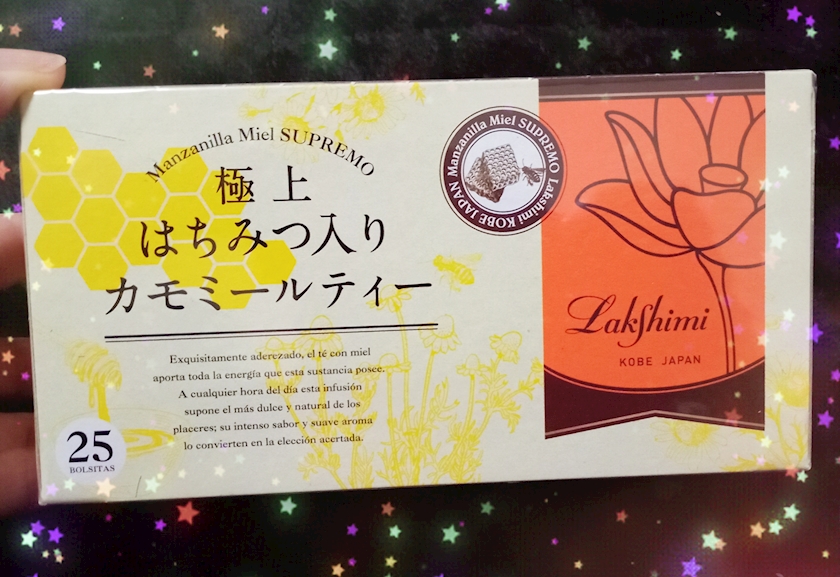 Manzanilla Miel SUPREMO
極上
はちみつ入り
カモミールティー
Exquisitamente aderezado, el té con miel
aporta toda la energía que esta sustancia posee.
A cualquier hora del día esta infusión
supone el más dulce y natural de los
placeres; su intenso sabor y suave aroma
lo convierten en la elección acertada.
25
BOLSITAS
Manzanilla Miel SUPREMO Lakshimi KOBE JAPAN
Lakshimi
KOBE JAPAN